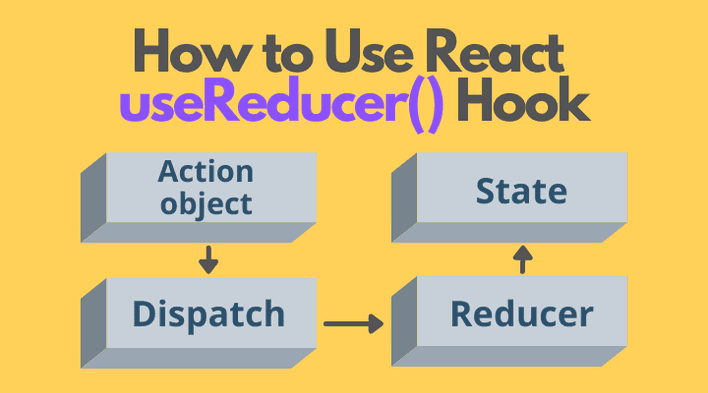 How to Use React
useReducer() Hook
Action
object
State
Dispatch
Reducer